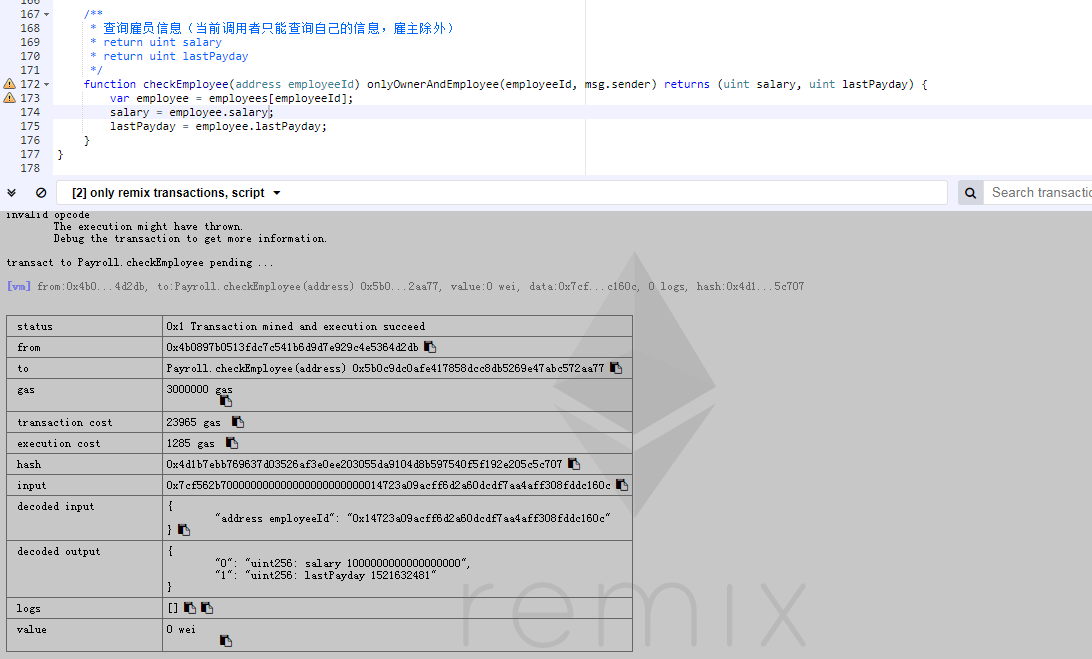 166
167 /**
168 * 查询雇员信息（当前调用者只能查询自己的信息，雇主除外）
169 * return uint salary
170 * return uint lastPayday
171 */
172 function checkEmployee(address employeeId) onlyOwnerAndEmployee(employeeId, msg.sender) returns (uint salary, uint lastPayday) {
173 var employee = employees[employeeId];
174 salary = employee.salary;
175 lastPayday = employee.lastPayday;
176 }
177 }
178
[2] only remix transactions, script
Search transactio
invalid opcode
The execution might have thrown.
Debug the transaction to get more information.
transact to Payroll.checkEmployee pending ...
[vm] from:0x4b0...4d2db, to:Payroll.checkEmployee(address) 0x5b0...2aa77, value:0 wei, data:0x7cf...c160c, 0 logs, hash:0x4d1...5c707
status 0x1 Transaction mined and execution succeed
from 0x4b0897b0513fdc7c541b6d9d7e929c4e5364d2db
to Payroll.checkEmployee(address) 0x5b0c9dc0afe417858dcc8db5269e47abc572aa77
gas 3000000 gas
transaction cost 23965 gas
execution cost 1285 gas
hash 0x4d1b7ebb769637d03526af3e0ee203055da9104d8b597540f5f192e205c5c707
input 0x7cf562b700000000000000000000000014723a09acff6d2a60dcdf7aa4aff308fddc160c
decoded input {
"address employeeId": "0x14723a09acff6d2a60dcdf7aa4aff308fddc160c"
}
decoded output {
"0": "uint256: salary 1000000000000000000",
"1": "uint256: lastPayday 1521632481"
}
logs []
value 0 wei
remix